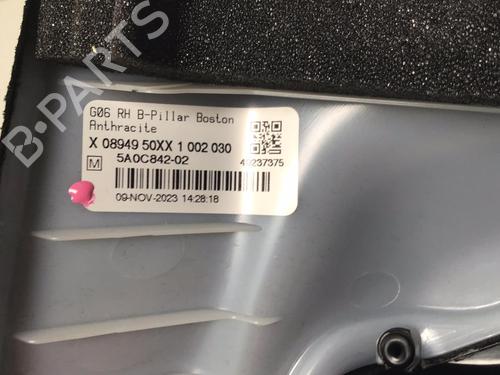 G06 RH B-Pillar Boston
Anthracite
X 08949 50XX 1 002 030
M 5A0C842-02 49237375
09-NOV-2023 14:28:18
B-PARTS